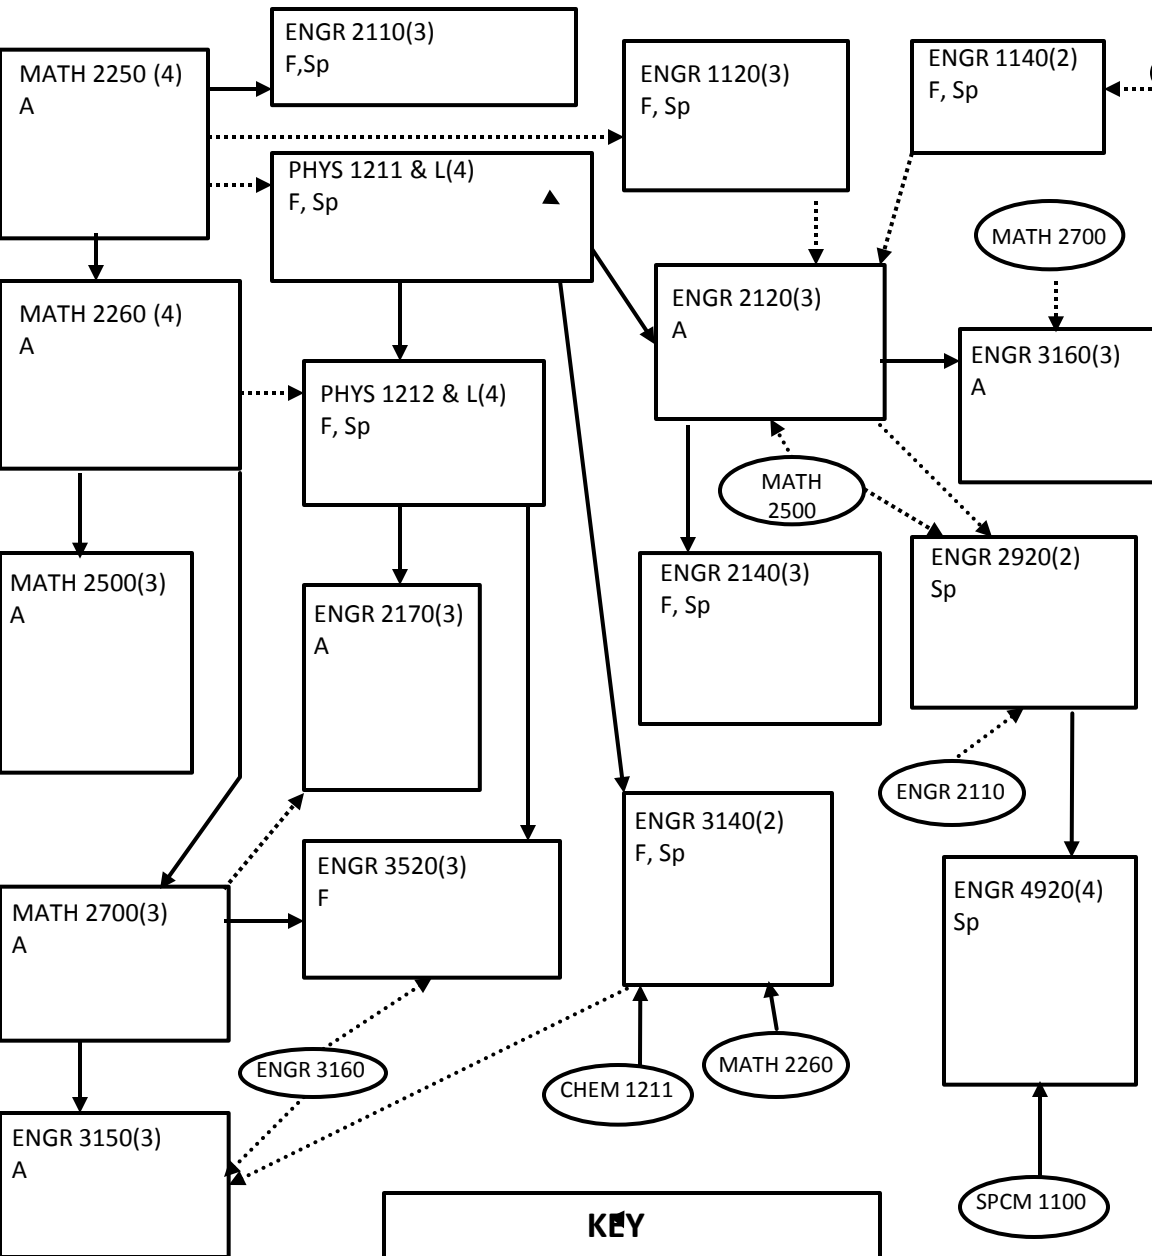 ENGR 2110(3)
F,Sp
MATH 2250 (4)
A
ENGR 1120(3)
F, Sp
ENGR 1140(2)
F, Sp
PHYS 1211 & L(4)
F, Sp
MATH 2700
MATH 2260 (4)
A
ENGR 2120(3)
A
ENGR 3160(3)
A
PHYS 1212 & L(4)
F, Sp
MATH
2500
MATH 2500(3)
A
ENGR 2170(3)
A
ENGR 2140(3)
F, Sp
ENGR 2920(2)
Sp
ENGR 2110
ENGR 3140(2)
F, Sp
ENGR 3520(3)
F
ENGR 4920(4)
Sp
MATH 2700(3)
A
ENGR 3160
CHEM 1211
MATH 2260
ENGR 3150(3)
A
SPCM 1100
KEY